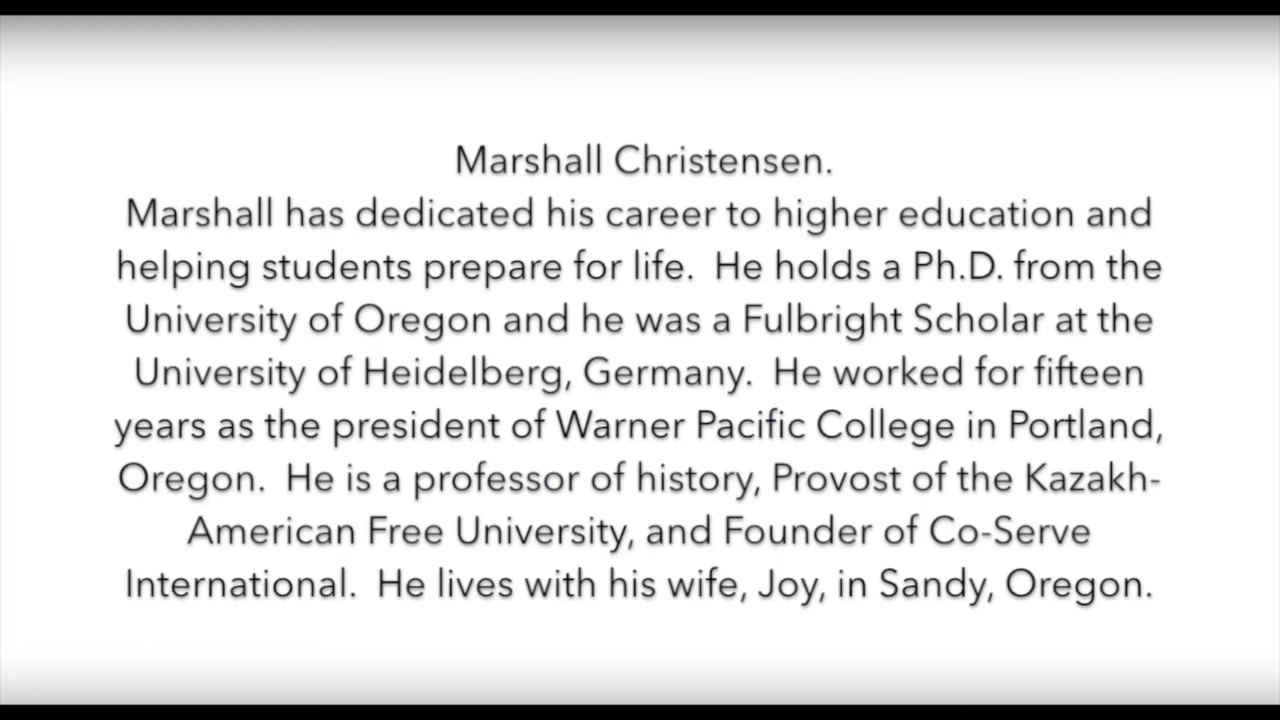 Marshall Christensen.
Marshall has dedicated his career to higher education and
helping students prepare for life.  He holds a Ph.D. from the
University of Oregon and he was a Fulbright Scholar at the
University of Heidelberg, Germany.  He worked for fifteen
years as the president of Warner Pacific College in Portland,
Oregon.  He is a professor of history, Provost of the Kazakh-
American Free University, and Founder of Co-Serve
International.  He lives with his wife, Joy, in Sandy, Oregon.